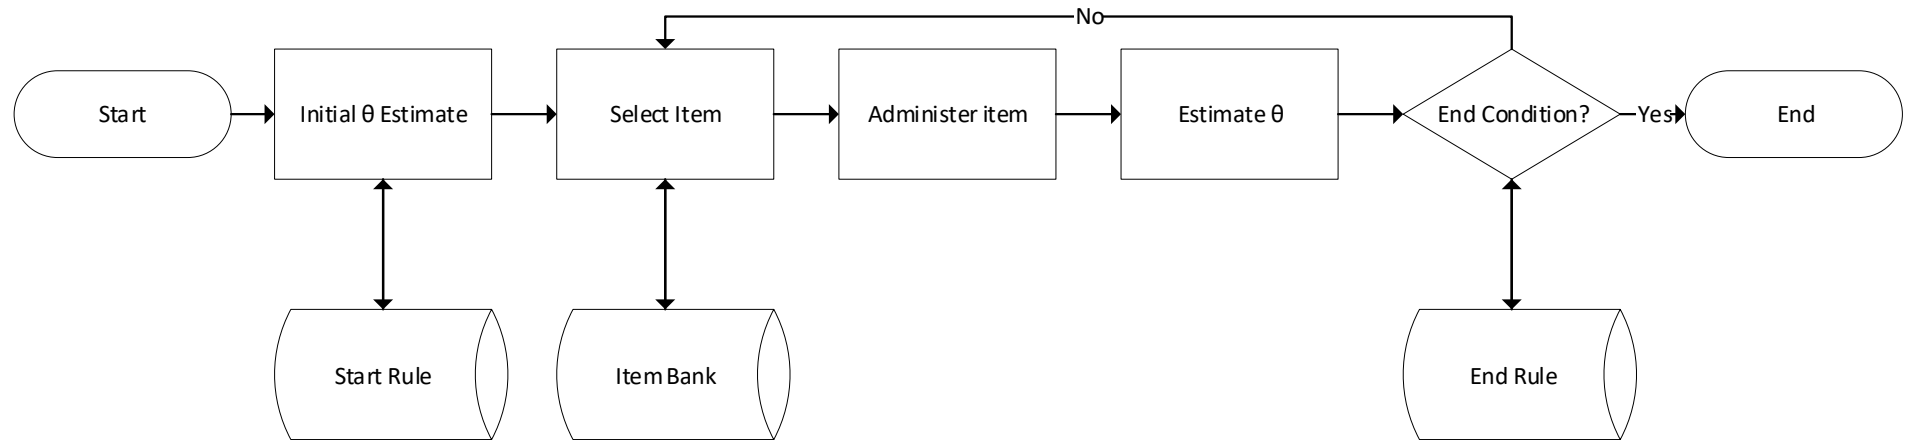 No
Start
Initial θ Estimate
Select Item
Administer item
Estimate θ
End Condition?
Yes
End
Start Rule
Item Bank
End Rule